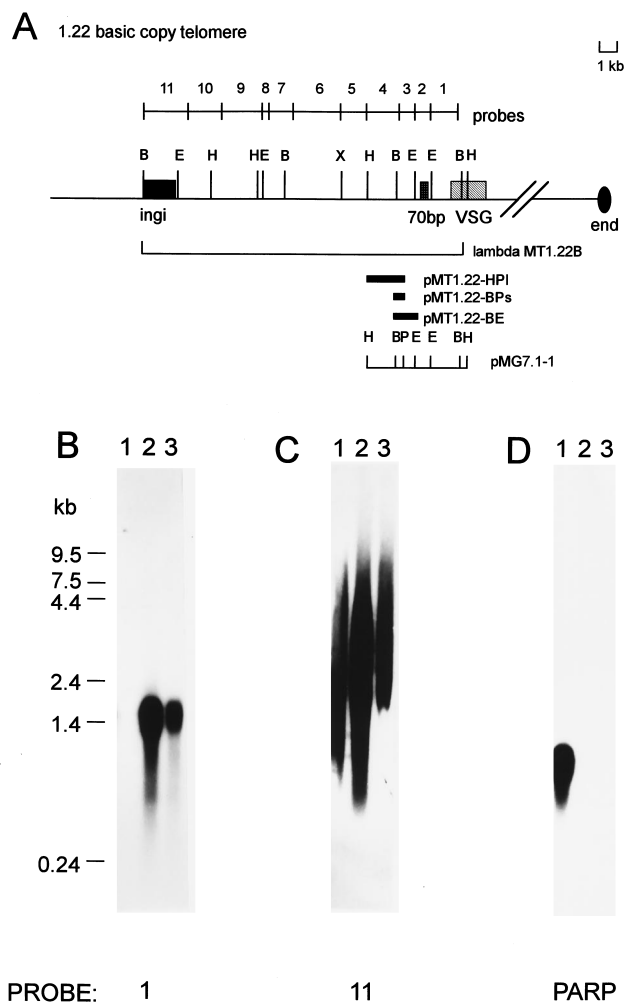 A 1.22 basic copy telomere
1 kb
11 10 9 8 7 6 5 4 3 2 1
probes
B E H H E B X H B E E B H
ingi 70bp VSG
end
lambda MT1.22B
pMT1.22-HPI
pMT1.22-BPs
pMT1.22-BE
H B P E E B H
pMG7.1-1
B 1 2 3 C 1 2 3 D 1 2 3
kb
9.5
7.5
4.4
2.4
1.4
0.24
PROBE: 1 11 PARP